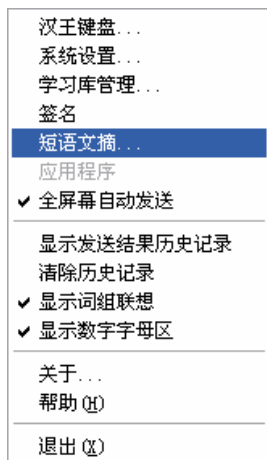 汉王键盘...
系统设置...
学习库管理...
签名
短语文摘...
应用程序
全屏幕自动发送
显示发送结果历史记录
清除历史记录
显示词组联想
显示数字字母区
关于...
帮助(H)
退出(X)